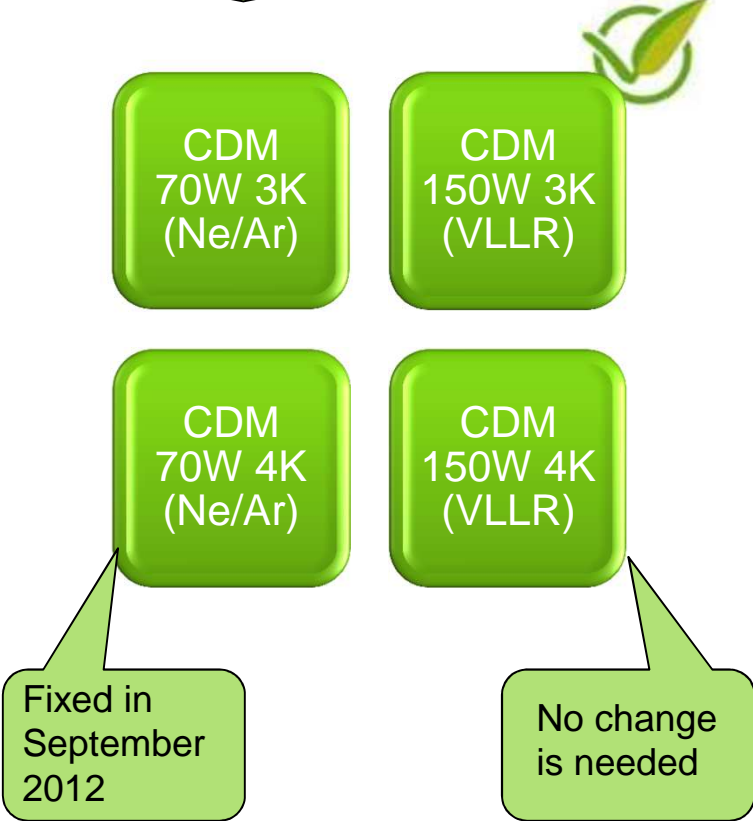 CDM
70W 3K
(Ne/Ar)
CDM
150W 3K
(VLLR)
CDM
70W 4K
(Ne/Ar)
CDM
150W 4K
(VLLR)
Fixed in
September
2012
No change
is needed